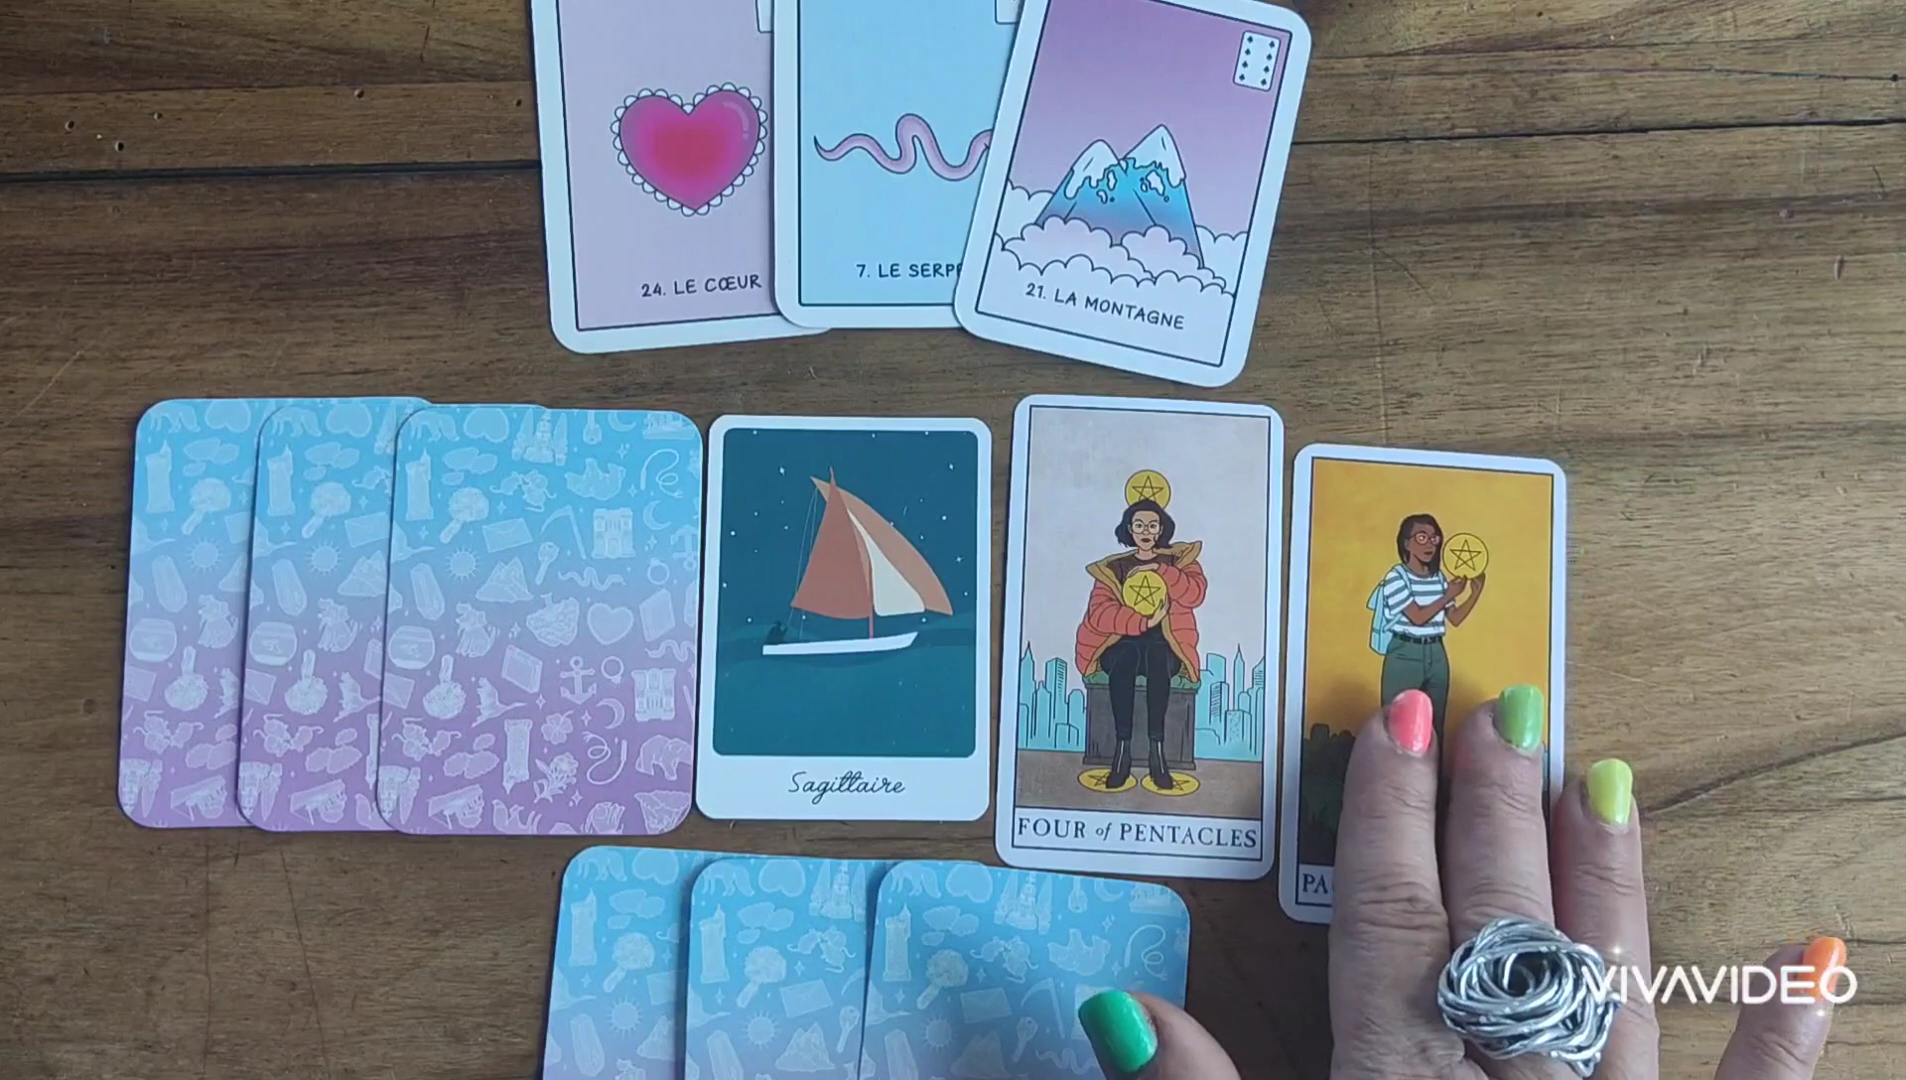 24. LE CŒUR
7. LE SERP
21. LA MONTAGNE
Sagittaire
FOUR of PENTACLES
PA
VIVAVIDEO